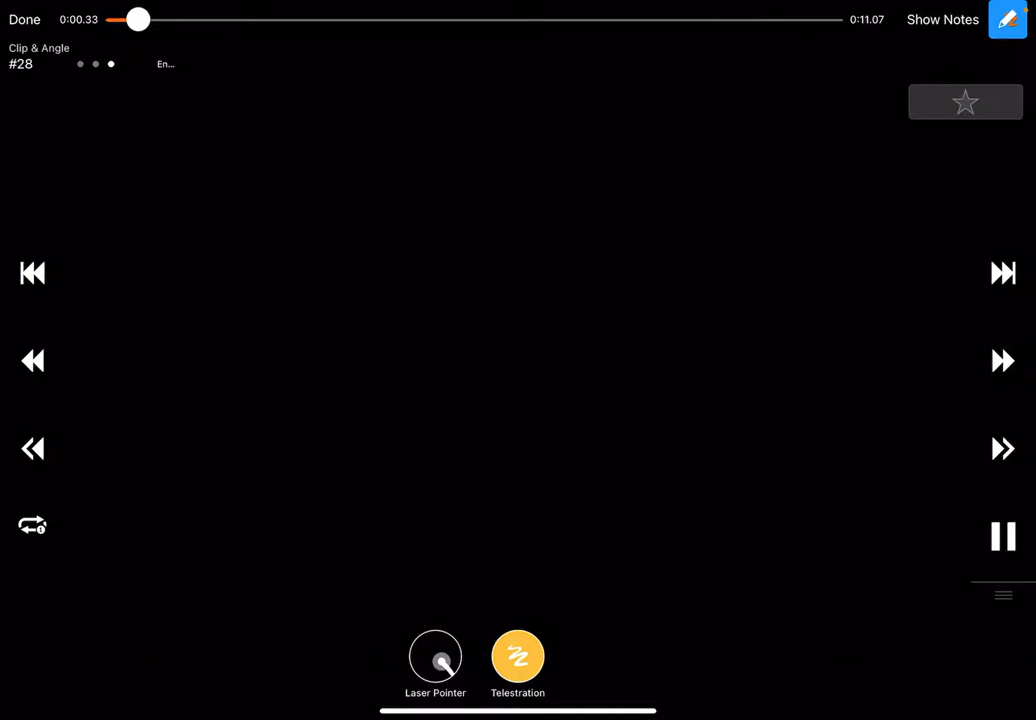 Done 0:00.33 0:11.07 Show Notes
Clip & Angle
#28 En...
Laser Pointer Telestration